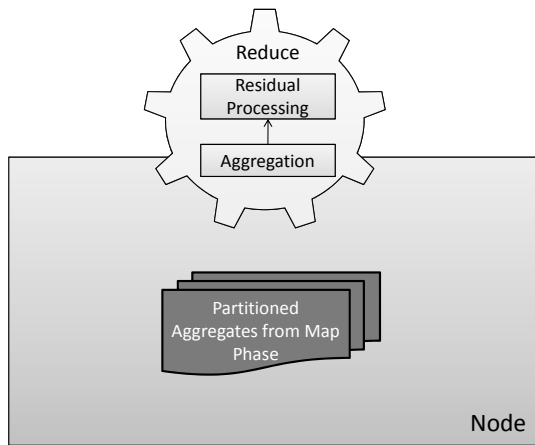 Reduce
Residual
Processing
Aggregation
Partitioned
Aggregates from Map
Phase
Node